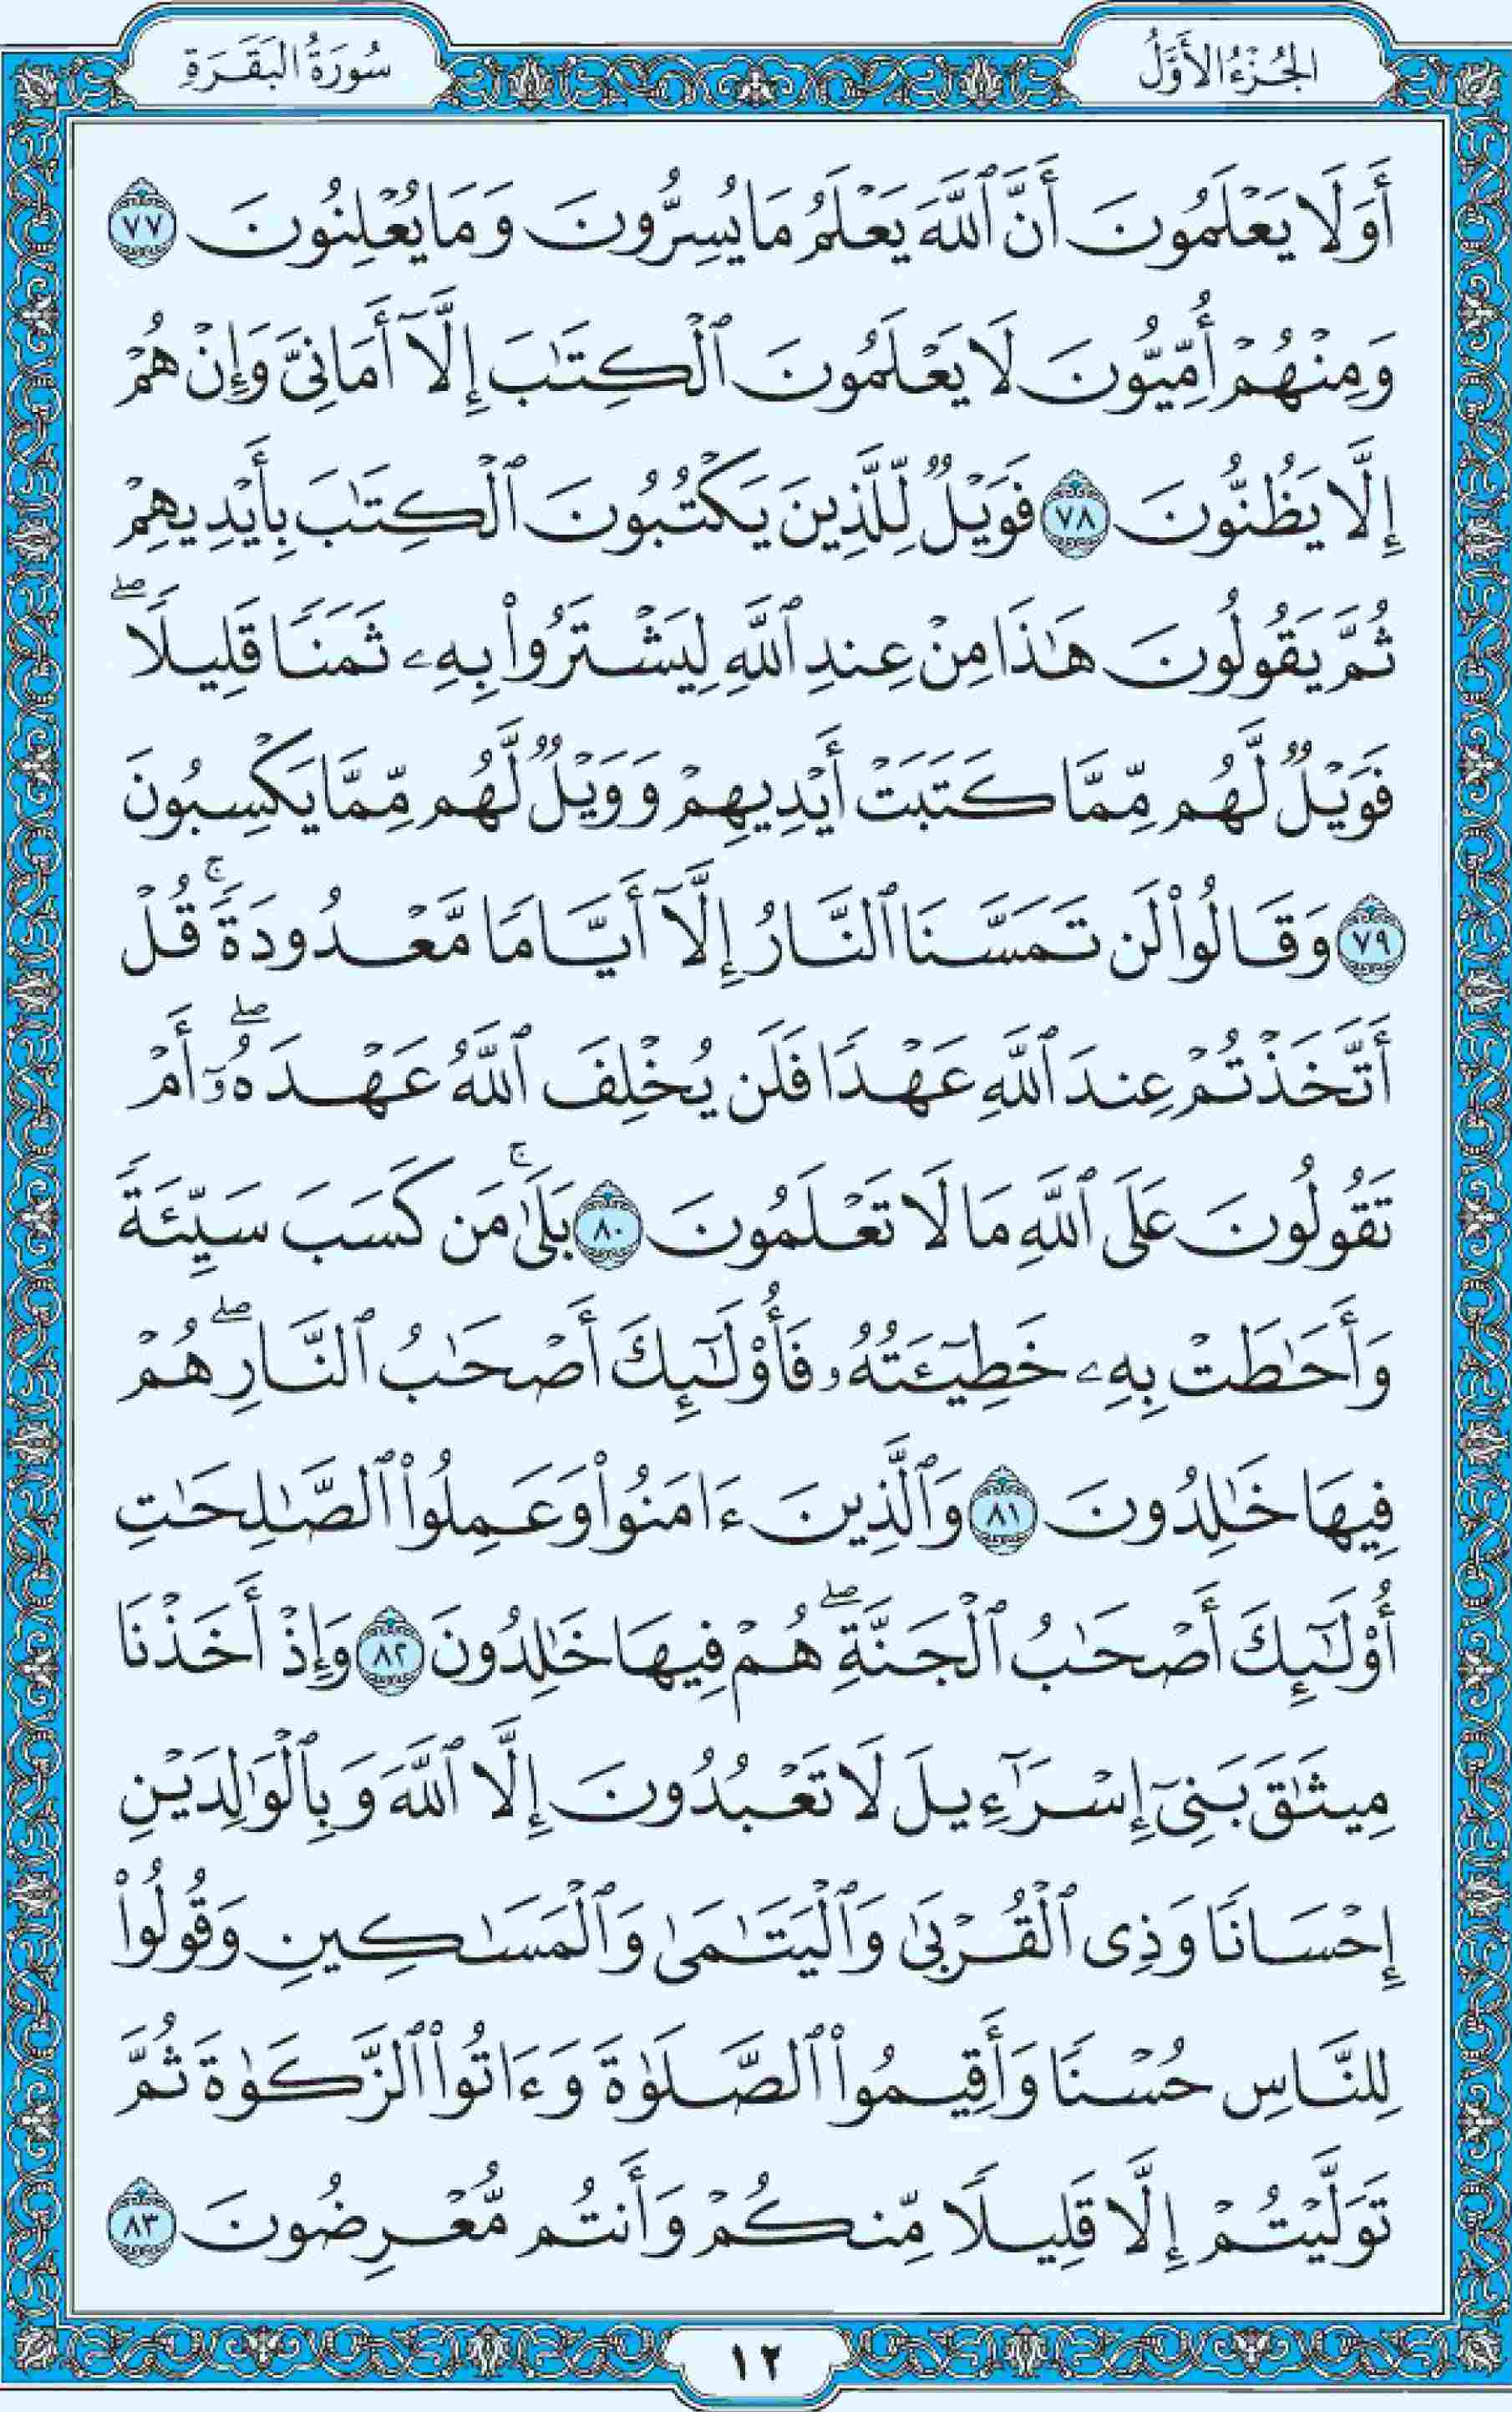 الجُزْءُ الأَوَّلُ
سُورَةُ البَقَرَةِ
أَوَلَا يَعْلَمُونَ أَنَّ ٱللَّهَ يَعْلَمُ مَا يُسِرُّونَ وَمَا يُعْلِنُونَ ٧٧
وَمِنْهُمْ أُمِّيُّونَ لَا يَعْلَمُونَ ٱلْكِتَٰبَ إِلَّآ أَمَانِىَّ وَإِنْ هُمْ
إِلَّا يَظُنُّونَ ٧٨ فَوَيْلٌ لِّلَّذِينَ يَكْتُبُونَ ٱلْكِتَٰبَ بِأَيْدِيهِمْ
ثُمَّ يَقُولُونَ هَٰذَا مِنْ عِندِ ٱللَّهِ لِيَشْتَرُوا۟ بِهِۦ ثَمَنًا قَلِيلًا ۖ
فَوَيْلٌ لَّهُم مِّمَّا كَتَبَتْ أَيْدِيهِمْ وَوَيْلٌ لَّهُم مِّمَّا يَكْسِبُونَ
٧٩ وَقَالُوا۟ لَن تَمَسَّنَا ٱلنَّارُ إِلَّآ أَيَّامًا مَّعْدُودَةً ۚ قُلْ
أَتَّخَذْتُمْ عِندَ ٱللَّهِ عَهْدًا فَلَن يُخْلِفَ ٱللَّهُ عَهْدَهُۥٓ ۖ أَمْ
تَقُولُونَ عَلَى ٱللَّهِ مَا لَا تَعْلَمُونَ ٨٠ بَلَىٰ ۚ مَن كَسَبَ سَيِّئَةً
وَأَحَٰطَتْ بِهِۦ خَطِيٓـَٔتُهُۥ فَأُو۟لَٰٓئِكَ أَصْحَٰبُ ٱلنَّارِ ۖ هُمْ
فِيهَا خَٰلِدُونَ ٨١ وَٱلَّذِينَ ءَامَنُوا۟ وَعَمِلُوا۟ ٱلصَّٰلِحَٰتِ
أُو۟لَٰٓئِكَ أَصْحَٰبُ ٱلْجَنَّةِ ۖ هُمْ فِيهَا خَٰلِدُونَ ٨٢ وَإِذْ أَخَذْنَا
مِيثَٰقَ بَنِىٓ إِسْرَٰٓءِيلَ لَا تَعْبُدُونَ إِلَّا ٱللَّهَ وَبِٱلْوَٰلِدَيْنِ
إِحْسَانًا وَذِى ٱلْقُرْبَىٰ وَٱلْيَتَٰمَىٰ وَٱلْمَسَٰكِينِ وَقُولُوا۟
لِلنَّاسِ حُسْنًا وَأَقِيمُوا۟ ٱلصَّلَوٰةَ وَءَاتُوا۟ ٱلزَّكَوٰةَ ثُمَّ
تَوَلَّيْتُمْ إِلَّا قَلِيلًا مِّنكُمْ وَأَنتُم مُّعْرِضُونَ ٨٣
١٢